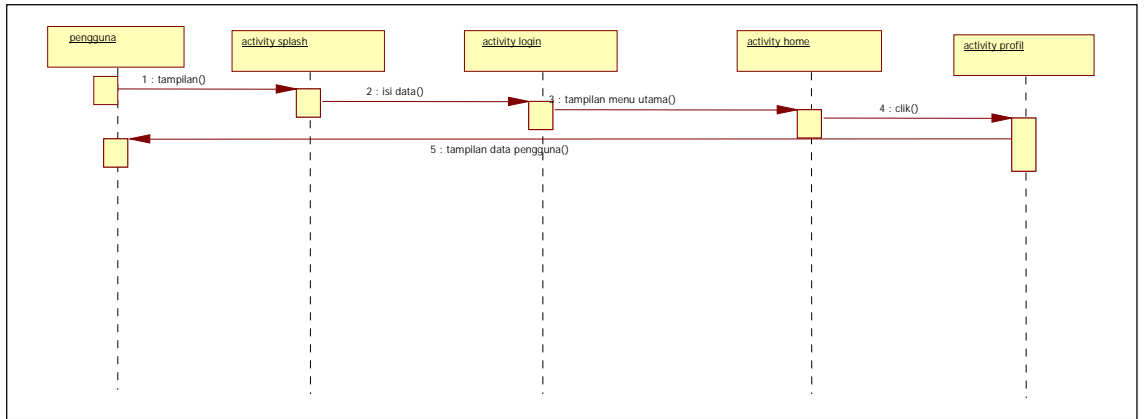 pengguna
activity splash
activity login
activity home
activity profil
1 : tampilan()
2 : isi data()
3 : tampilan menu utama()
4 : clik()
5 : tampilan data pengguna()